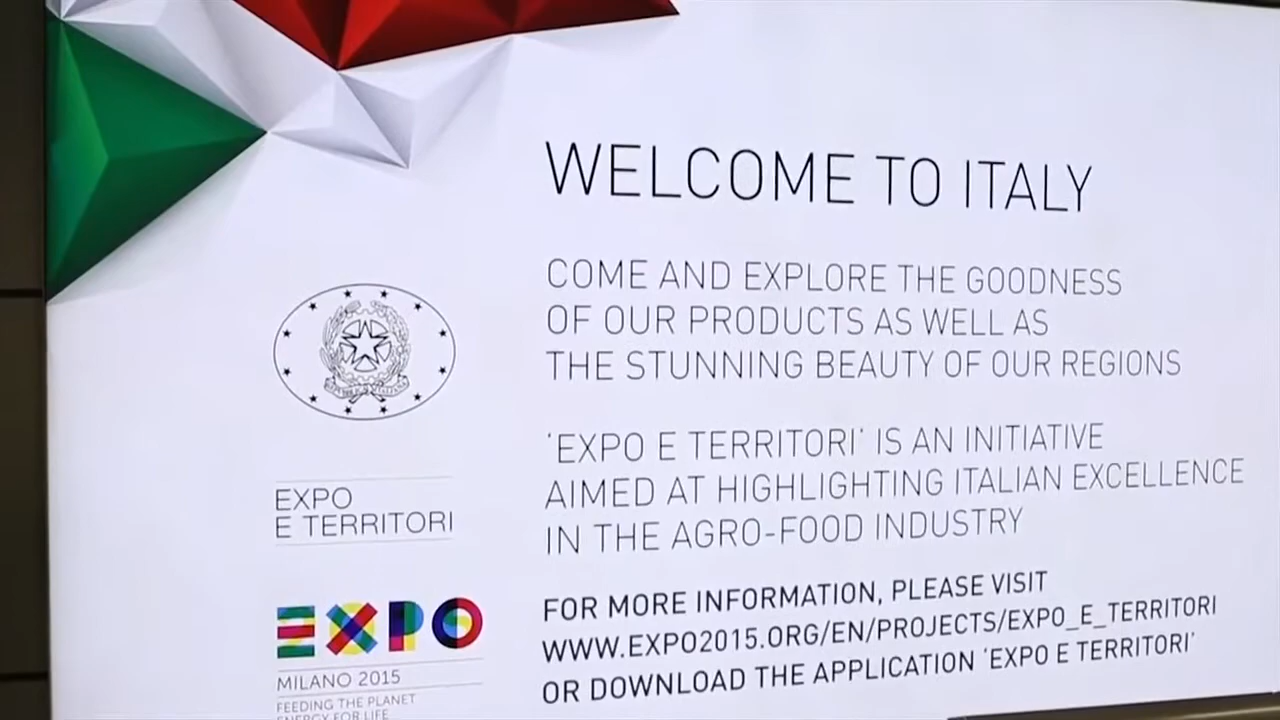 WELCOME TO ITALY
COME AND EXPLORE THE GOODNESS
OF OUR PRODUCTS AS WELL AS
THE STUNNING BEAUTY OF OUR REGIONS
'EXPO E TERRITORI' IS AN INITIATIVE
AIMED AT HIGHLIGHTING ITALIAN EXCELLENCE
IN THE AGRO-FOOD INDUSTRY
FOR MORE INFORMATION, PLEASE VISIT
WWW.EXPO2015.ORG/EN/PROJECTS/EXPO_E_TERRITORI
OR DOWNLOAD THE APPLICATION 'EXPO E TERRITORI'
EXPO
E TERRITORI
EXPO
MILANO 2015
FEEDING THE PLANET
ENERGY FOR LIFE